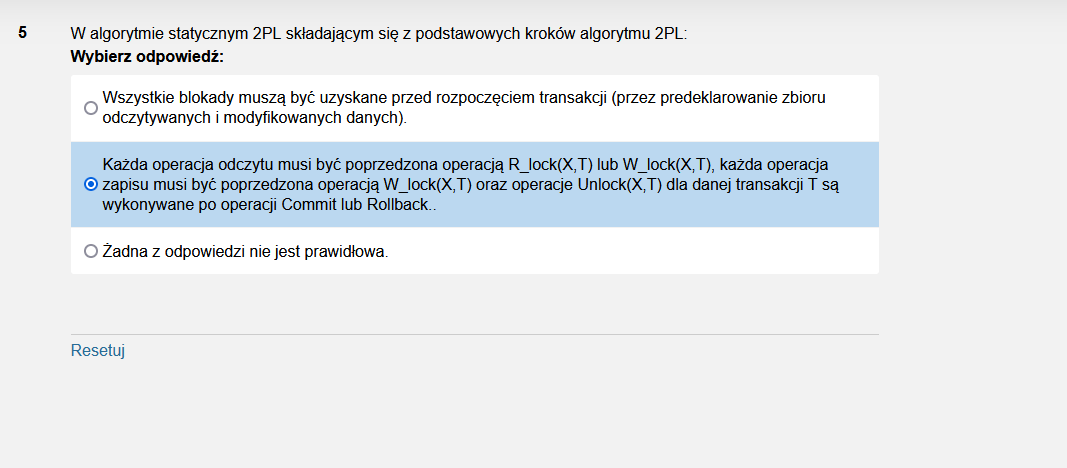 5
W algorytmie statycznym 2PL składającym się z podstawowych kroków algorytmu 2PL:
Wybierz odpowiedź:
Wszystkie blokady muszą być uzyskane przed rozpoczęciem transakcji (przez predeklarowanie zbioru
odczytywanych i modyfikowanych danych).
Każda operacja odczytu musi być poprzedzona operacją R_lock(X,T) lub W_lock(X,T), każda operacja
zapisu musi być poprzedzona operacją W_lock(X,T) oraz operacje Unlock(X,T) dla danej transakcji T są
wykonywane po operacji Commit lub Rollback..
Żadna z odpowiedzi nie jest prawidłowa.
Resetuj